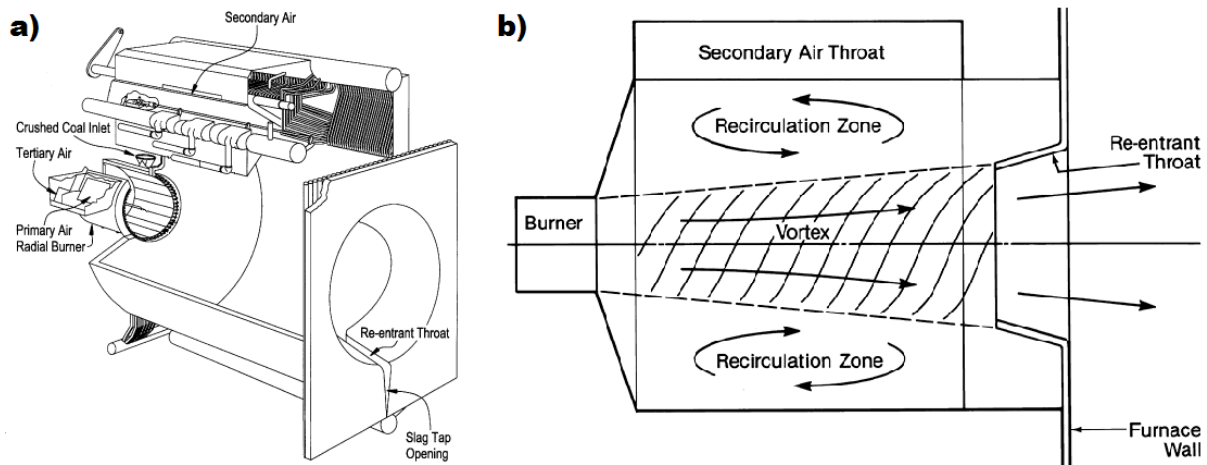 a)
Secondary Air
Crushed Coal Inlet
Tertiary Air
Primary Air
Radial Burner
Re-entrant Throat
Slag Tap
Opening
b)
Secondary Air Throat
Recirculation Zone
Re-entrant
Throat
Burner
Vortex
Recirculation Zone
Furnace
Wall